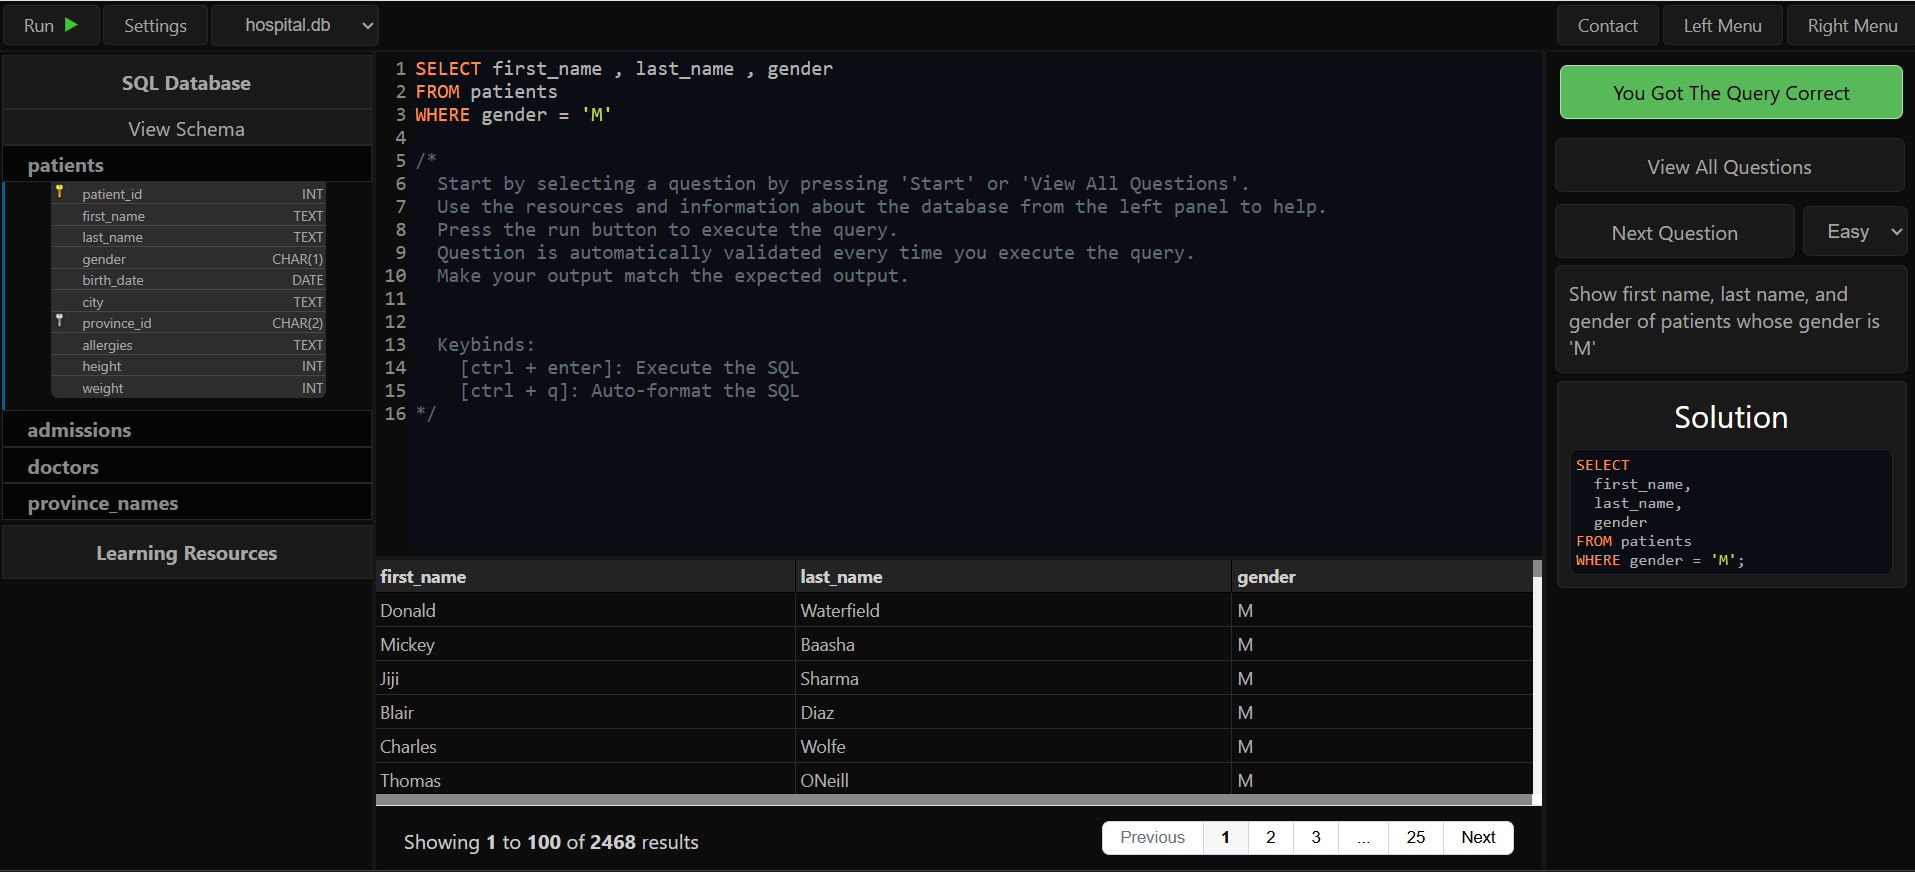 Run
Settings
hospital.db
Contact
Left Menu
Right Menu
SQL Database
View Schema
patients
patient_id INT
first_name TEXT
last_name TEXT
gender CHAR(1)
birth_date DATE
city TEXT
province_id CHAR(2)
allergies TEXT
height INT
weight INT
admissions
doctors
province_names
Learning Resources
1 SELECT first_name , last_name , gender
2 FROM patients
3 WHERE gender = 'M'
4
5 /*
6 Start by selecting a question by pressing 'Start' or 'View All Questions'.
7 Use the resources and information about the database from the left panel to help.
8 Press the run button to execute the query.
9 Question is automatically validated every time you execute the query.
10 Make your output match the expected output.
11
12
13 Keybinds:
14 [ctrl + enter]: Execute the SQL
15 [ctrl + q]: Auto-format the SQL
16 */
first_name last_name gender
Donald Waterfield M
Mickey Baasha M
Jiji Sharma M
Blair Diaz M
Charles Wolfe M
Thomas ONeill M
Showing 1 to 100 of 2468 results
Previous 1 2 3 ... 25 Next
You Got The Query Correct
View All Questions
Next Question
Easy
Show first name, last name, and
gender of patients whose gender is
'M'
Solution
SELECT
first_name,
last_name,
gender
FROM patients
WHERE gender = 'M';